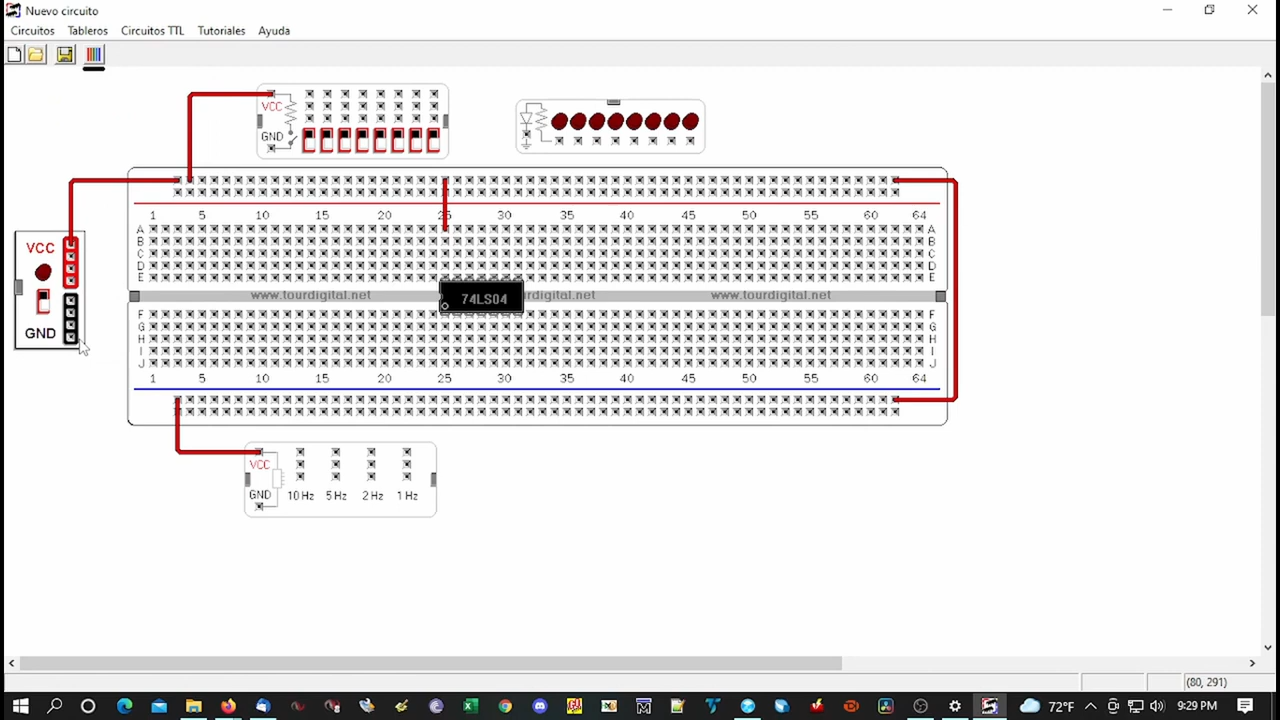 Nuevo circuito
Circuitos Tableros Circuitos TTL Tutoriales Ayuda
VCC
GND
1 5 10 15 20 25 30 35 40 45 50 55 60 64
A A
B B
C C
D D
E E
VCC
www.tourdigital.net 74LS04 tourdigital.net www.tourdigital.net
F F
G G
GND
H H
I I
J J
1 5 10 15 20 25 30 35 40 45 50 55 60 64
VCC
GND 10 Hz 5 Hz 2 Hz 1 Hz
(80, 291)
72°F 9:29 PM